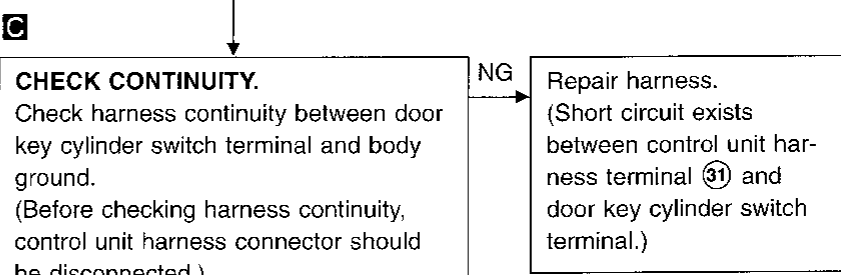 C
CHECK CONTINUITY.
Check harness continuity between door
key cylinder switch terminal and body
ground.
(Before checking harness continuity,
control unit harness connector should
be disconnected.)
NG
Repair harness.
(Short circuit exists
between control unit har-
ness terminal 31 and
door key cylinder switch
terminal.)